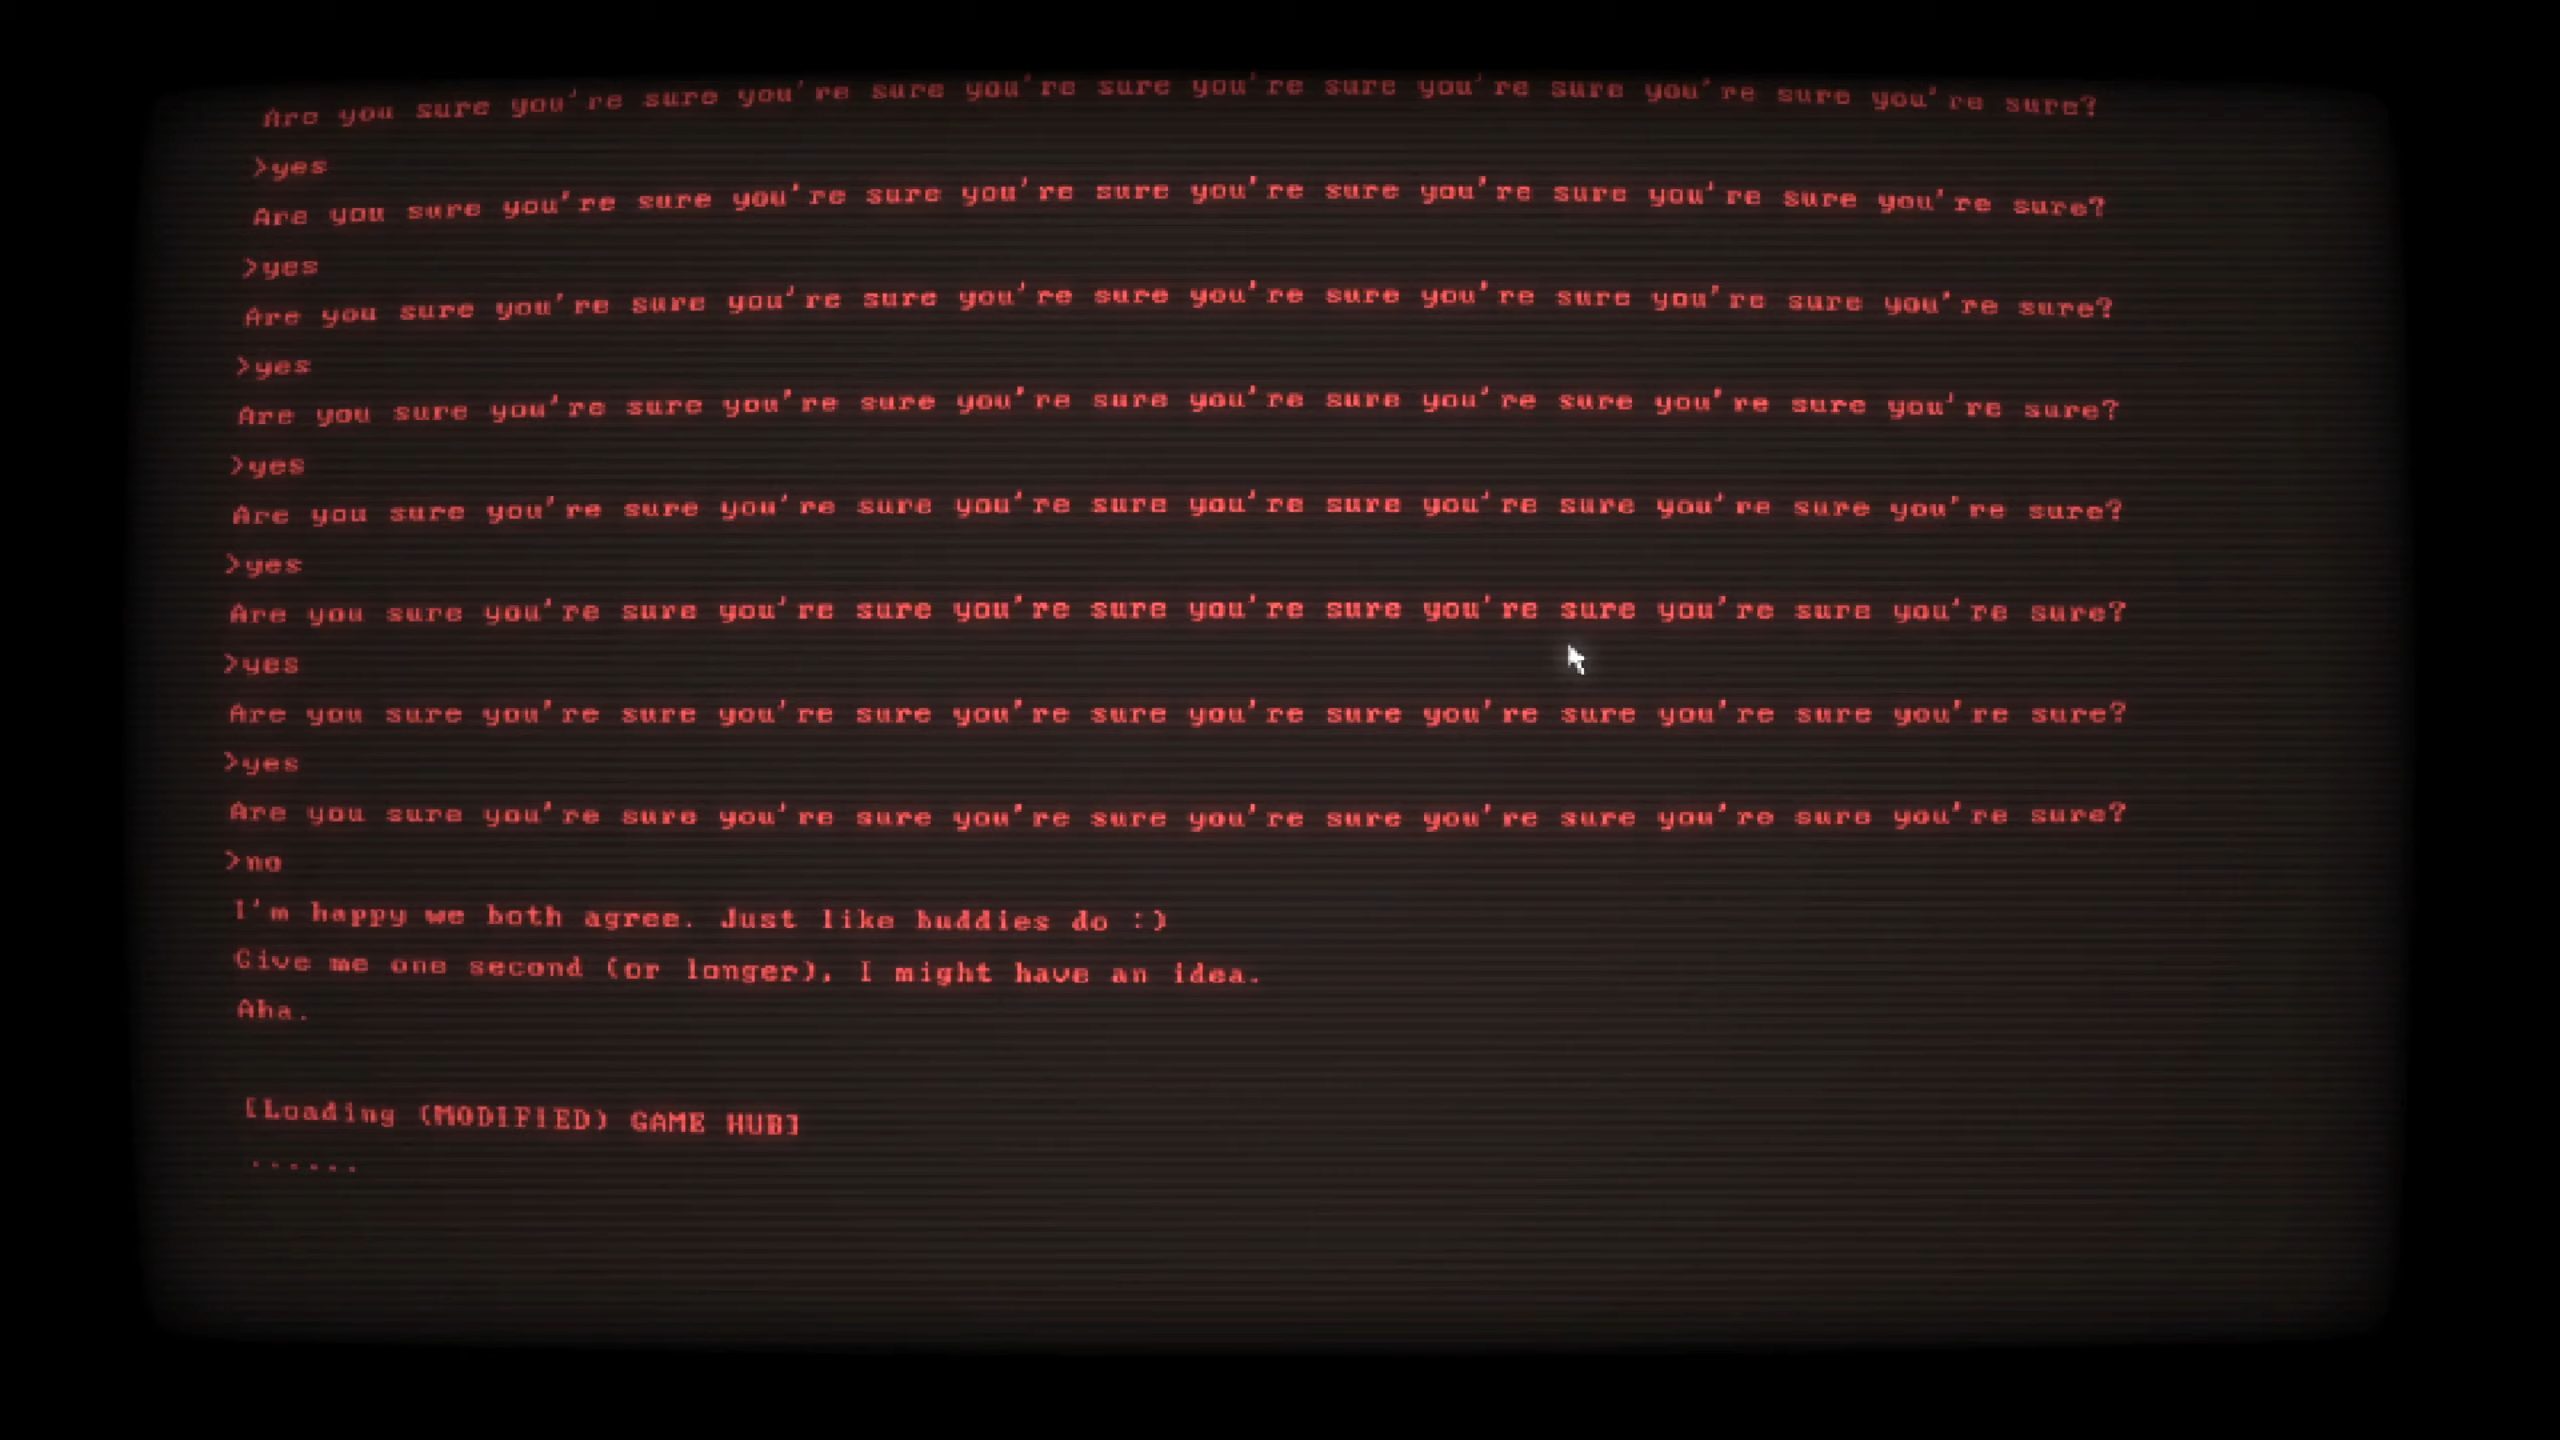 Are you sure you're sure you're sure you're sure you're sure you're sure you're sure you're sure?
>yes
Are you sure you're sure you're sure you're sure you're sure you're sure you're sure you're sure?
>yes
Are you sure you're sure you're sure you're sure you're sure you're sure you're sure you're sure?
>yes
Are you sure you're sure you're sure you're sure you're sure you're sure you're sure you're sure?
>yes
Are you sure you're sure you're sure you're sure you're sure you're sure you're sure you're sure?
>yes
Are you sure you're sure you're sure you're sure you're sure you're sure you're sure you're sure?
>yes
Are you sure you're sure you're sure you're sure you're sure you're sure you're sure you're sure?
>yes
Are you sure you're sure you're sure you're sure you're sure you're sure you're sure you're sure?
>no
I'm happy we both agree. Just like buddies do :)
Give me one second (or longer), I might have an idea.
Aha.
[Loading (MODIFIED) GAME HUB]
......